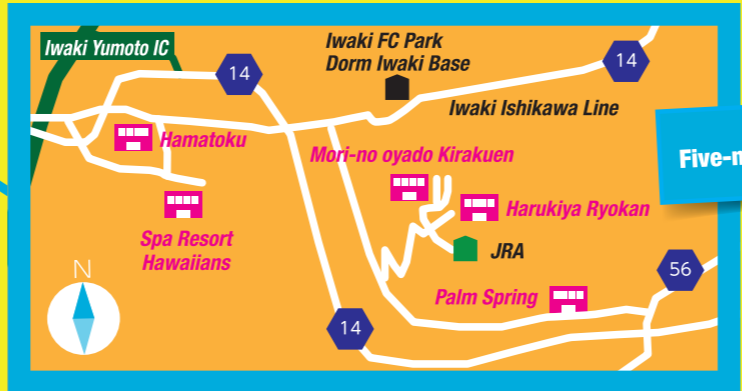 Iwaki Yumoto IC
14
Iwaki FC Park
Dorm Iwaki Base
14
Iwaki Ishikawa Line
Hamatoku
Mori-no oyado Kirakuen
Harukiya Ryokan
Spa Resort
Hawaiians
JRA
N
Palm Spring
56
14